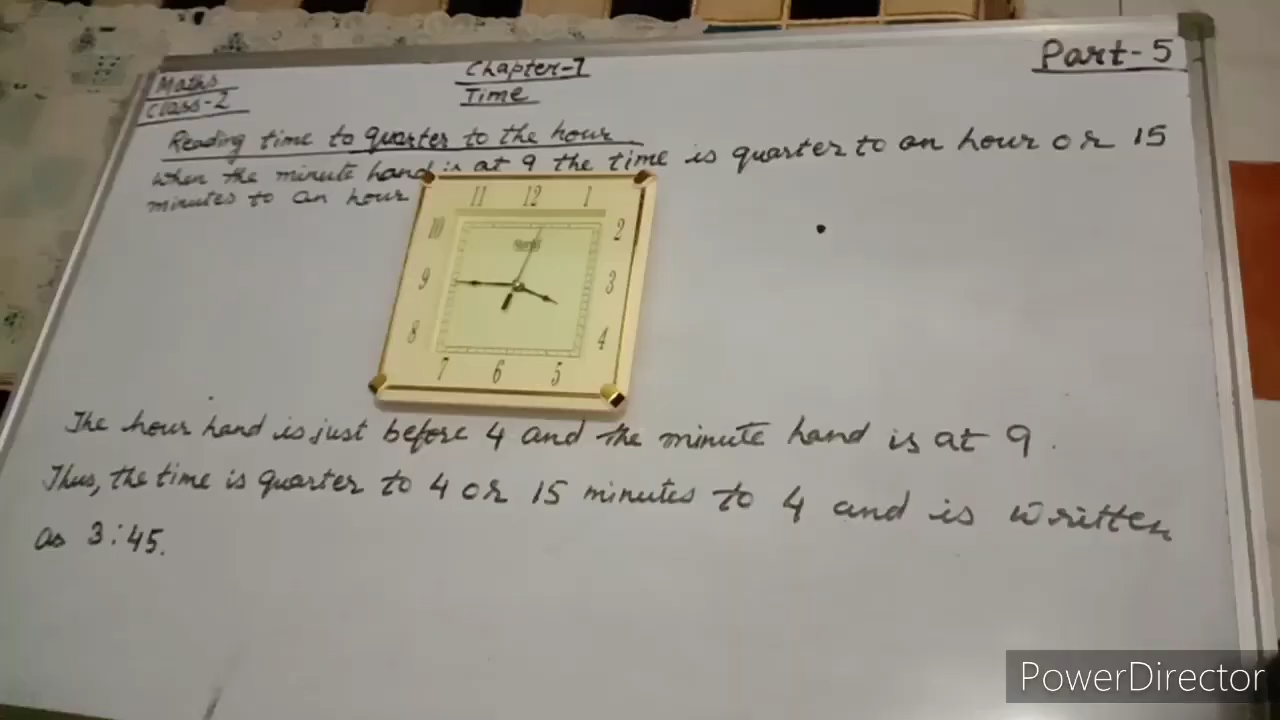 Maths
Class-2
Chapter-7
Time
Part-5
Reading time to quarter to the hour
when the minute hand is at 9 the time is quarter to an hour or 15
minutes to an hour
11 12 1
10 2
9 3
8 4
7 6 5
The hour hand is just before 4 and the minute hand is at 9.
Thus, the time is quarter to 4 or 15 minutes to 4 and is written
as 3:45.
PowerDirector